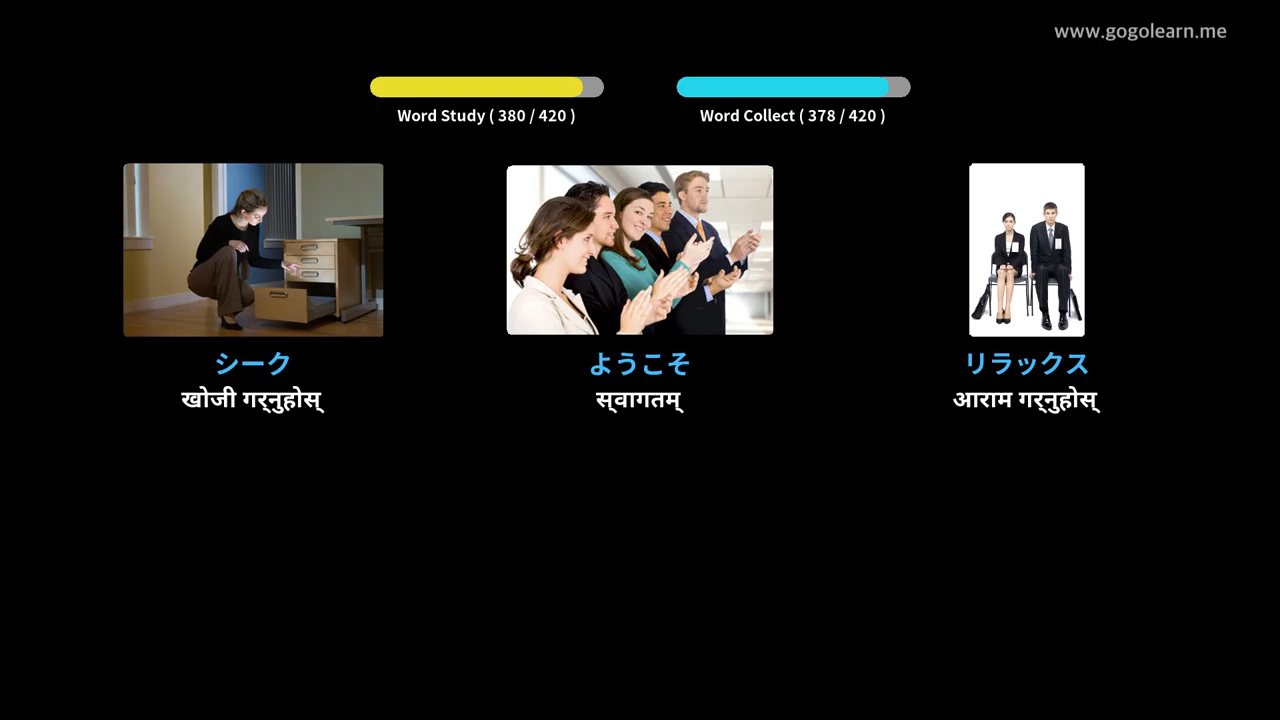 www.gogolearn.me
Word Study ( 380 / 420 )
Word Collect ( 378 / 420 )
シーク
ようこそ
リラックス
खोजी गर्‌नुहोस्
स्वागतम्
आराम गर्‌नुहोस्